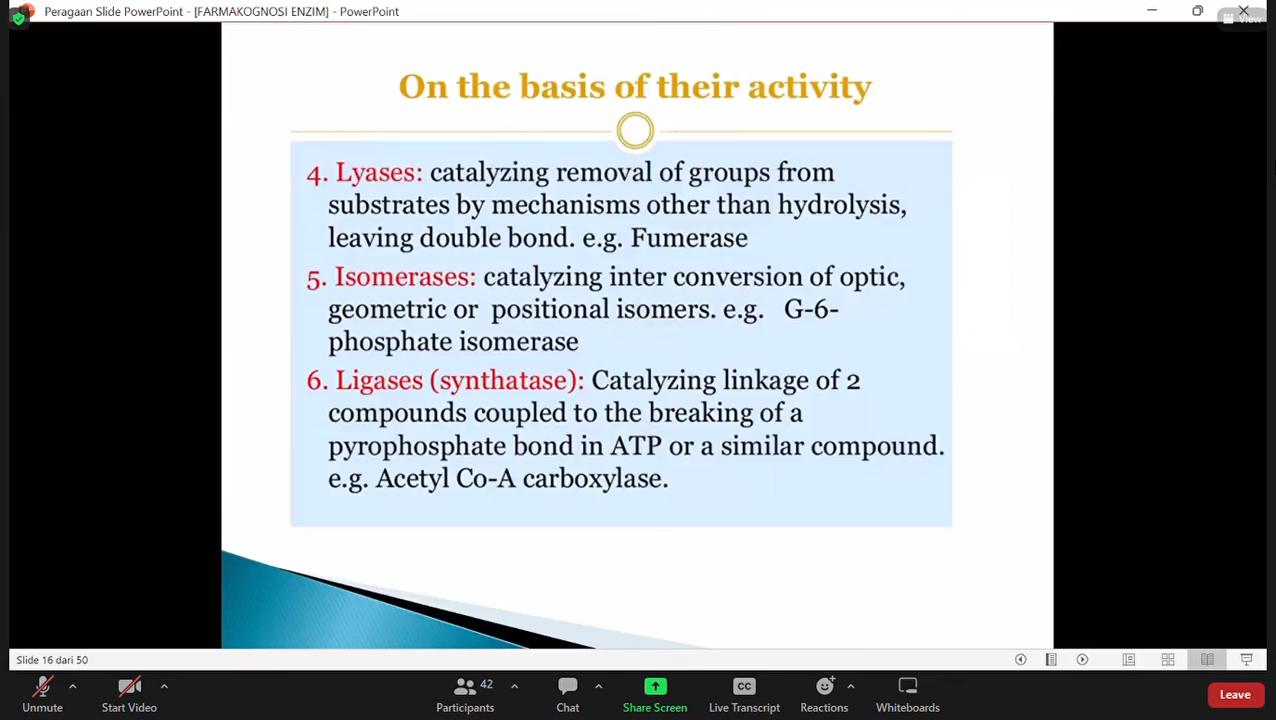 Peragaan Slide PowerPoint - [FARMAKOGNOSI ENZIM] - PowerPoint
View
On the basis of their activity
4. Lyases: catalyzing removal of groups from
substrates by mechanisms other than hydrolysis,
leaving double bond. e.g. Fumerase
5. Isomerases: catalyzing inter conversion of optic,
geometric or positional isomers. e.g. G-6-
phosphate isomerase
6. Ligases (synthatase): Catalyzing linkage of 2
compounds coupled to the breaking of a
pyrophosphate bond in ATP or a similar compound.
e.g. Acetyl Co-A carboxylase.
Slide 16 dari 50
Unmute
Start Video
42
Participants
Chat
Share Screen
CC
Live Transcript
Reactions
Whiteboards
Leave